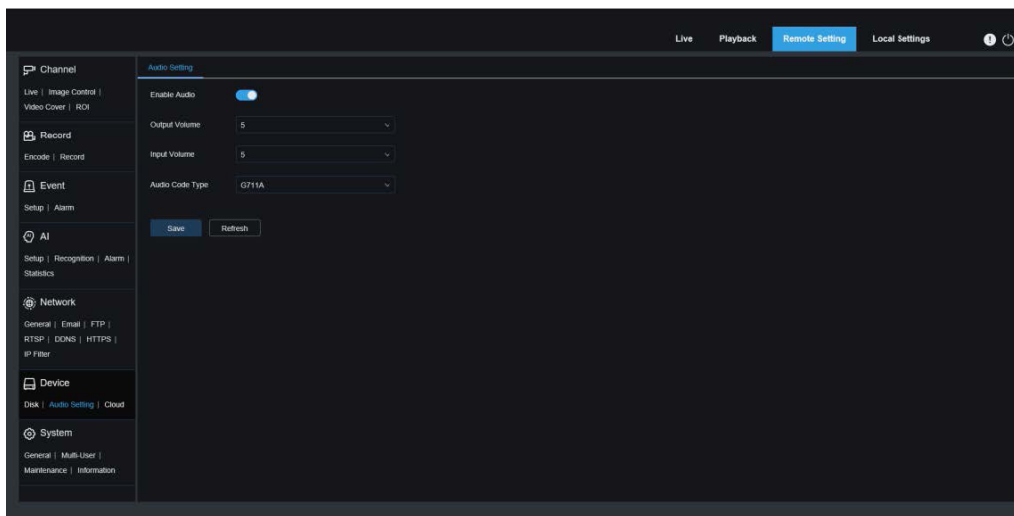 Live Playback Remote Setting Local Settings
Channel
Live | Image Control |
Video Cover | ROI
Record
Encode | Record
Event
Setup | Alarm
AI
Setup | Recognition | Alarm |
Statistics
Network
General | Email | FTP |
RTSP | DDNS | HTTPS |
IP Filter
Device
Disk | Audio Setting | Cloud
System
General | Multi-User |
Maintenance | Information
Audio Setting
Enable Audio
Output Volume 5
Input Volume 5
Audio Code Type G711A
Save Refresh